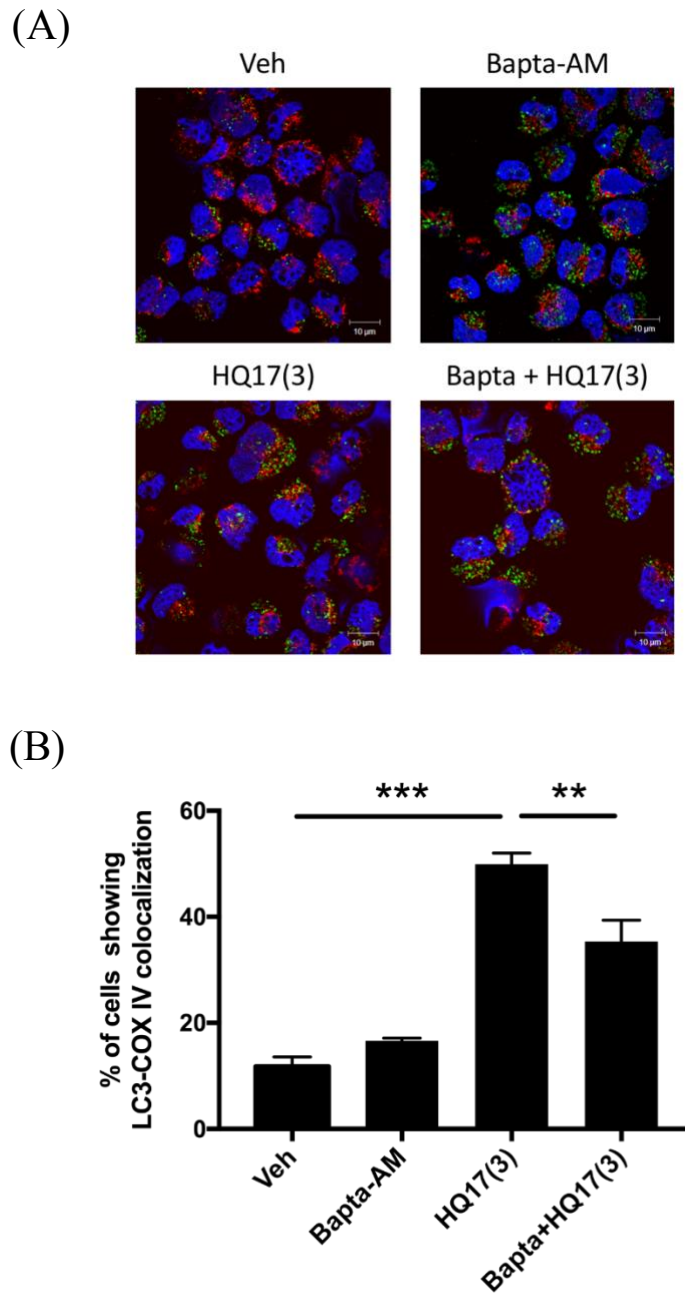 (A)
Veh
Bapta-AM
10 µm
10 µm
HQ17(3)
Bapta + HQ17(3)
10 µm
10 µm
(B)
*** **
% of cells showing
LC3-COX IV colocalization
60
40
20
0
Veh
Bapta-AM
HQ17(3)
Bapta+HQ17(3)